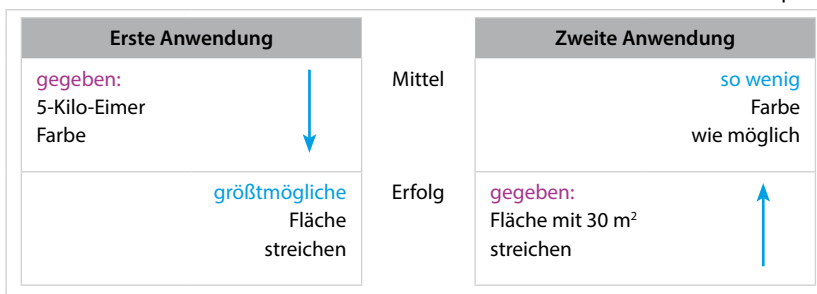 Erste Anwendung
Zweite Anwendung
gegeben:
5-Kilo-Eimer
Farbe
Mittel
so wenig
Farbe
wie möglich
größtmögliche
Fläche
streichen
Erfolg
gegeben:
Fläche mit 30 m²
streichen